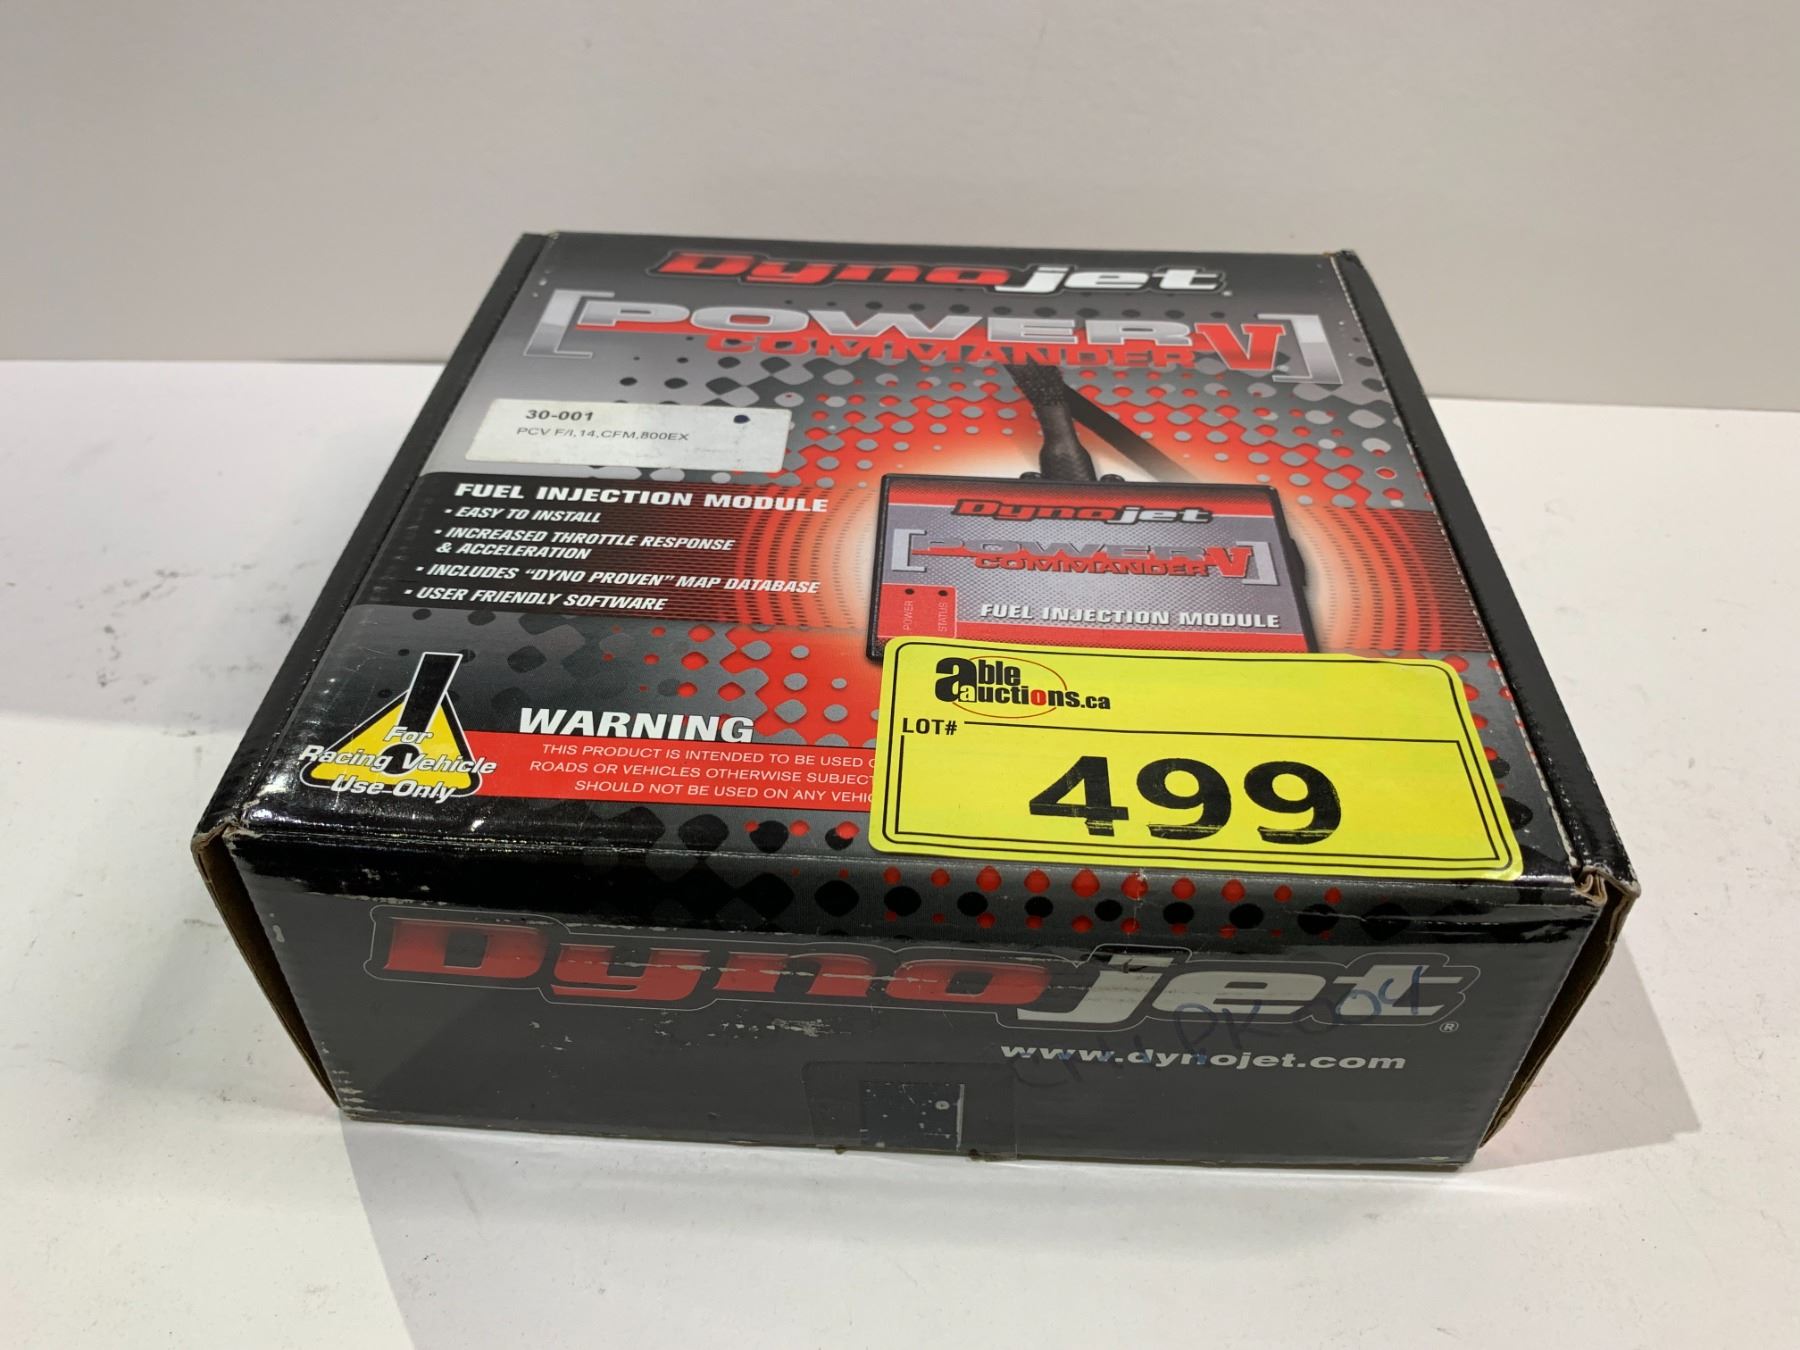 Dynojet
POWER V
COMMANDER
30-001
PCV F/I,14,CFM,800EX
FUEL INJECTION MODULE
• EASY TO INSTALL
• INCREASED THROTTLE RESPONSE
& ACCELERATION
• INCLUDES "DYNO PROVEN" MAP DATABASE
• USER FRIENDLY SOFTWARE
Dynojet
POWER V
COMMANDER
POWER
STATUS
FUEL INJECTION MODULE
For
Racing Vehicle
Use Only
WARNING
THIS PRODUCT IS INTENDED TO BE USED
ROADS OR VEHICLES OTHERWISE SUBJECT
SHOULD NOT BE USED ON ANY
able
auctions.ca
LOT#
499
Dynojet®
www.dynojet.com